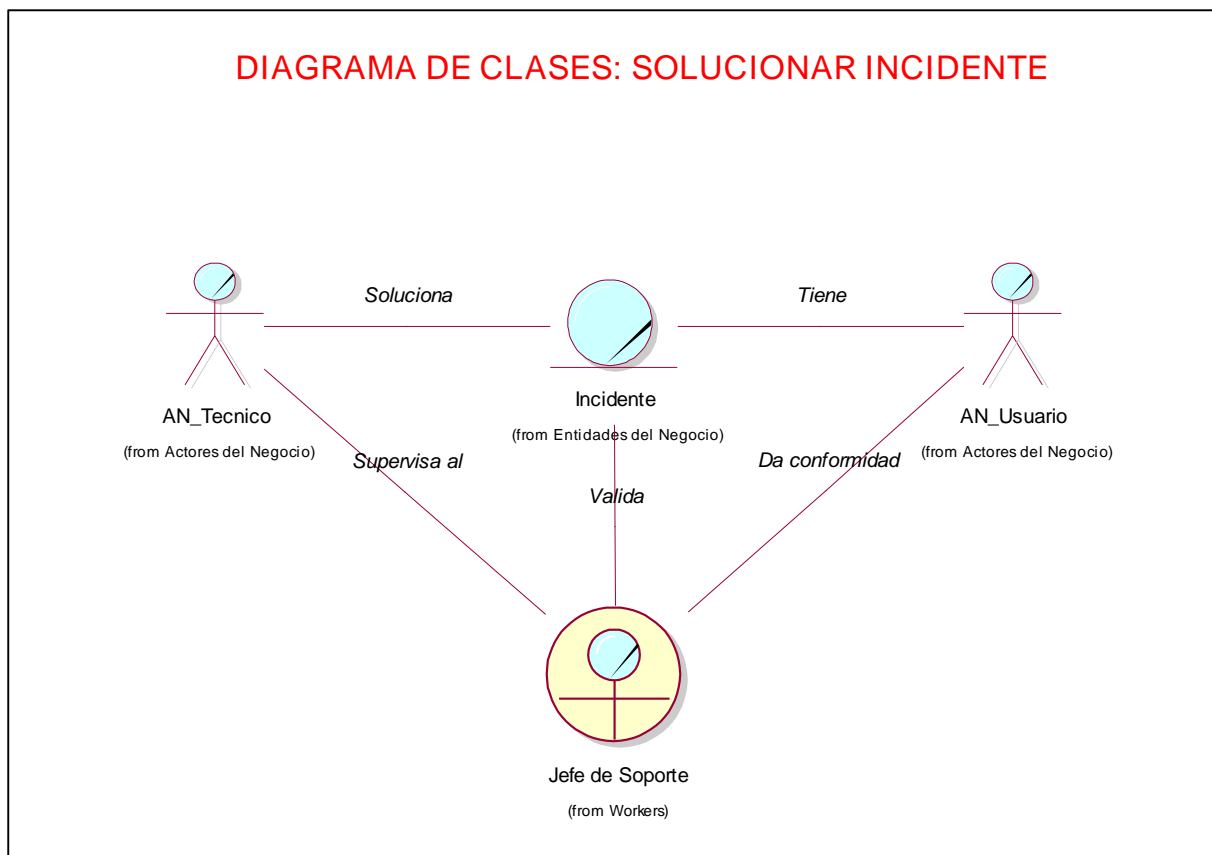 DIAGRAMA DE CLASES: SOLUCIONAR INCIDENTE
Soluciona
Tiene
AN_Tecnico
(from Actores del Negocio)
Incidente
(from Entidades del Negocio)
AN_Usuario
(from Actores del Negocio)
Supervisa al
Da conformidad
Valida
Jefe de Soporte
(from Workers)